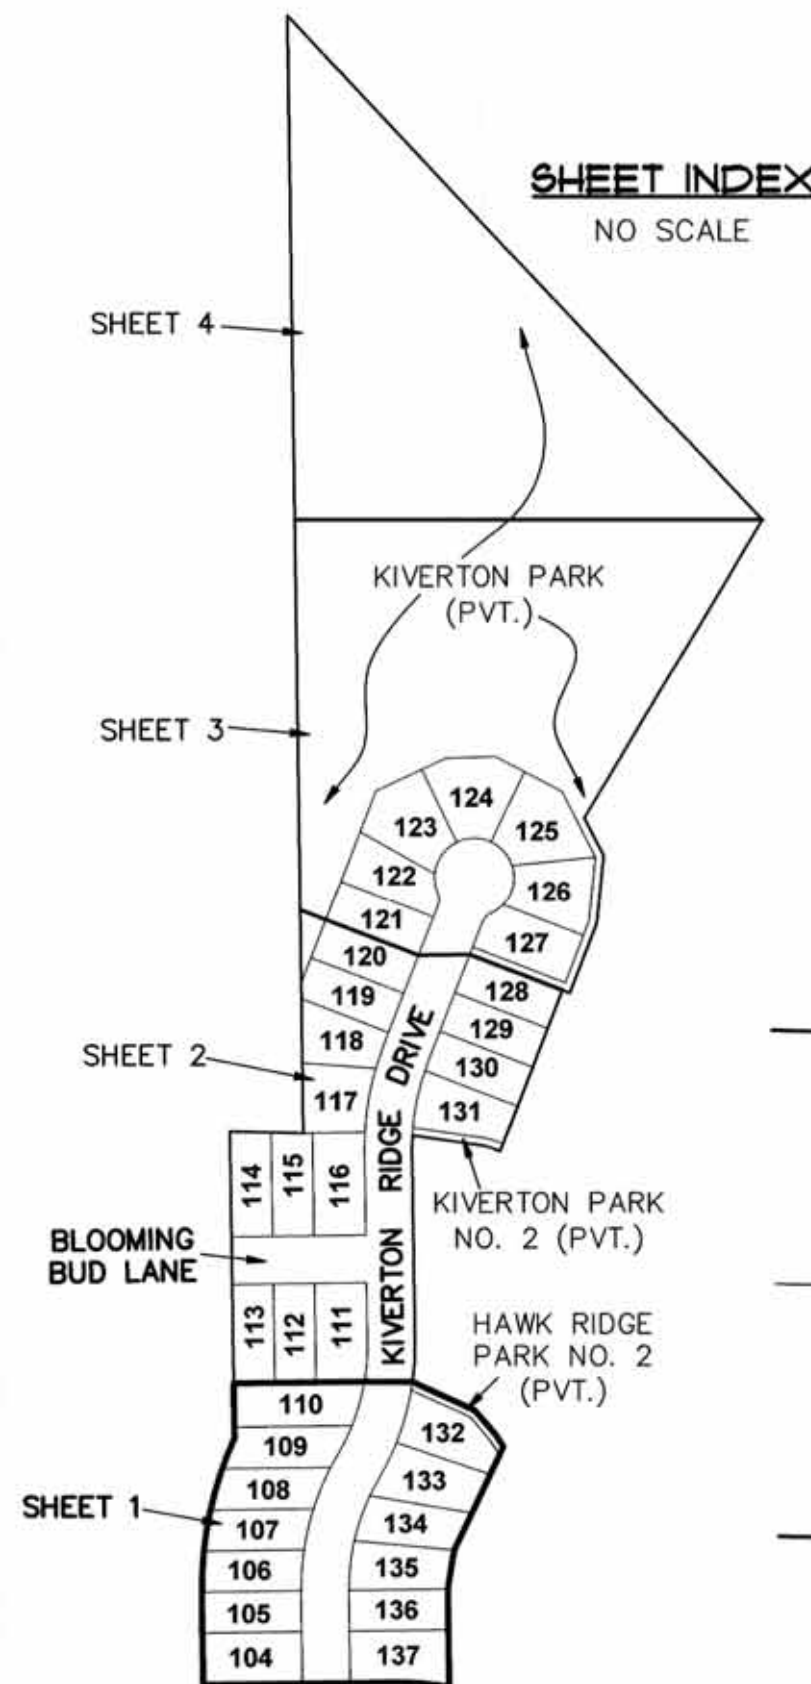 SHEET INDEX
NO SCALE
SHEET 4
KIVERTON PARK
(PVT.)
SHEET 3
124
123
125
122
126
121
127
120
128
119
129
118
130
SHEET 2
117
131
KIVERTON RIDGE DRIVE
114
115
116
KIVERTON PARK
NO. 2 (PVT.)
BLOOMING
BUD LANE
113
112
111
HAWK RIDGE
PARK NO. 2
(PVT.)
110
132
109
133
108
SHEET 1
107
134
106
135
105
136
104
137